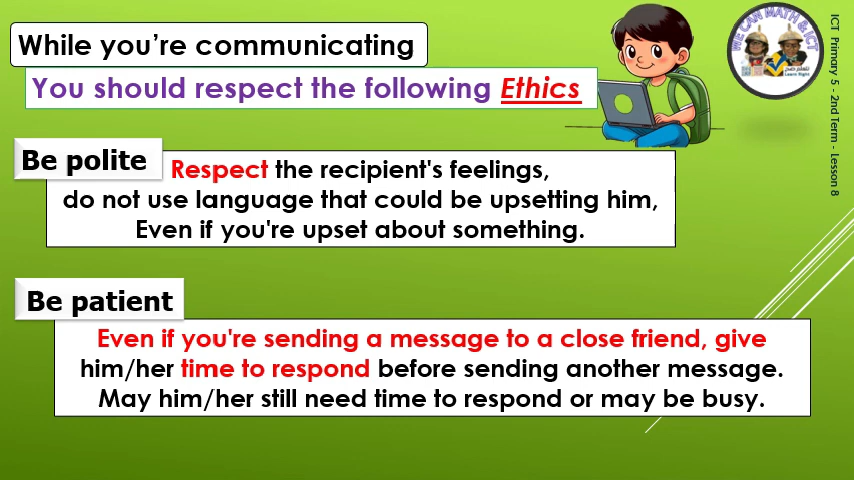 While you're communicating
You should respect the following Ethics
WE CAN MATH & ICT
نتعلم صح
Learn Right
ICT Primary 5 - 2nd Term - Lesson 8
Be polite
Respect the recipient's feelings,
do not use language that could be upsetting him,
Even if you're upset about something.
Be patient
Even if you're sending a message to a close friend, give
him/her time to respond before sending another message.
May him/her still need time to respond or may be busy.